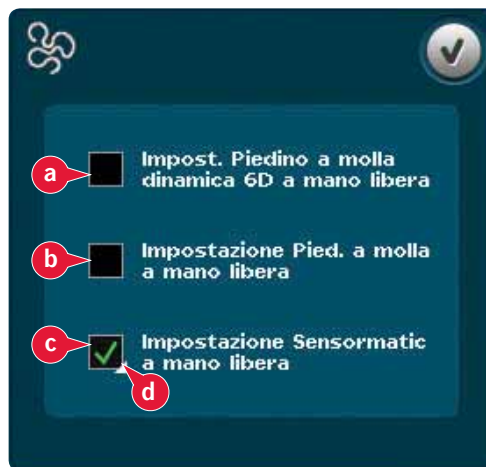 a
Impost. Piedino a molla
dinamica 6D a mano libera
b
Impostazione Pied. a molla
a mano libera
c
Impostazione Sensormatic
a mano libera
d